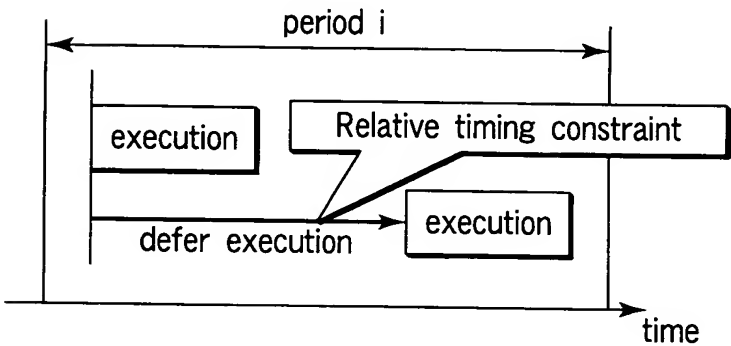 period i
execution
Relative timing constraint
execution
defer execution
time